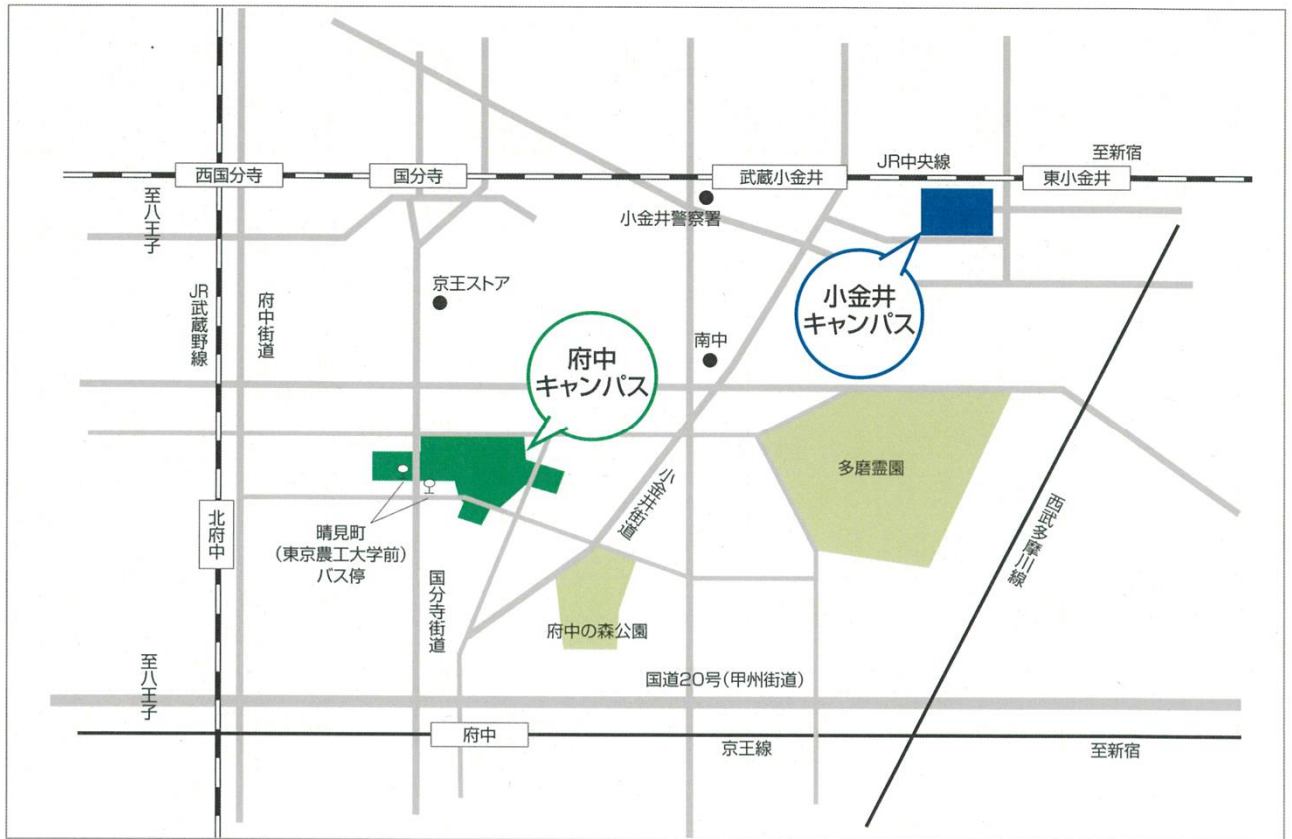 JR中央線
至新宿
西国分寺
国分寺
武蔵小金井
東小金井
至八王子
小金井警察署
京王ストア
JR武蔵野線
府中街道
小金井
キャンパス
南中
府中
キャンパス
多磨霊園
小金井街道
西武多摩川線
北府中
晴見町
(東京農工大学前)
バス停
国分寺街道
府中の森公園
至八王子
国道20号(甲州街道)
府中
京王線
至新宿